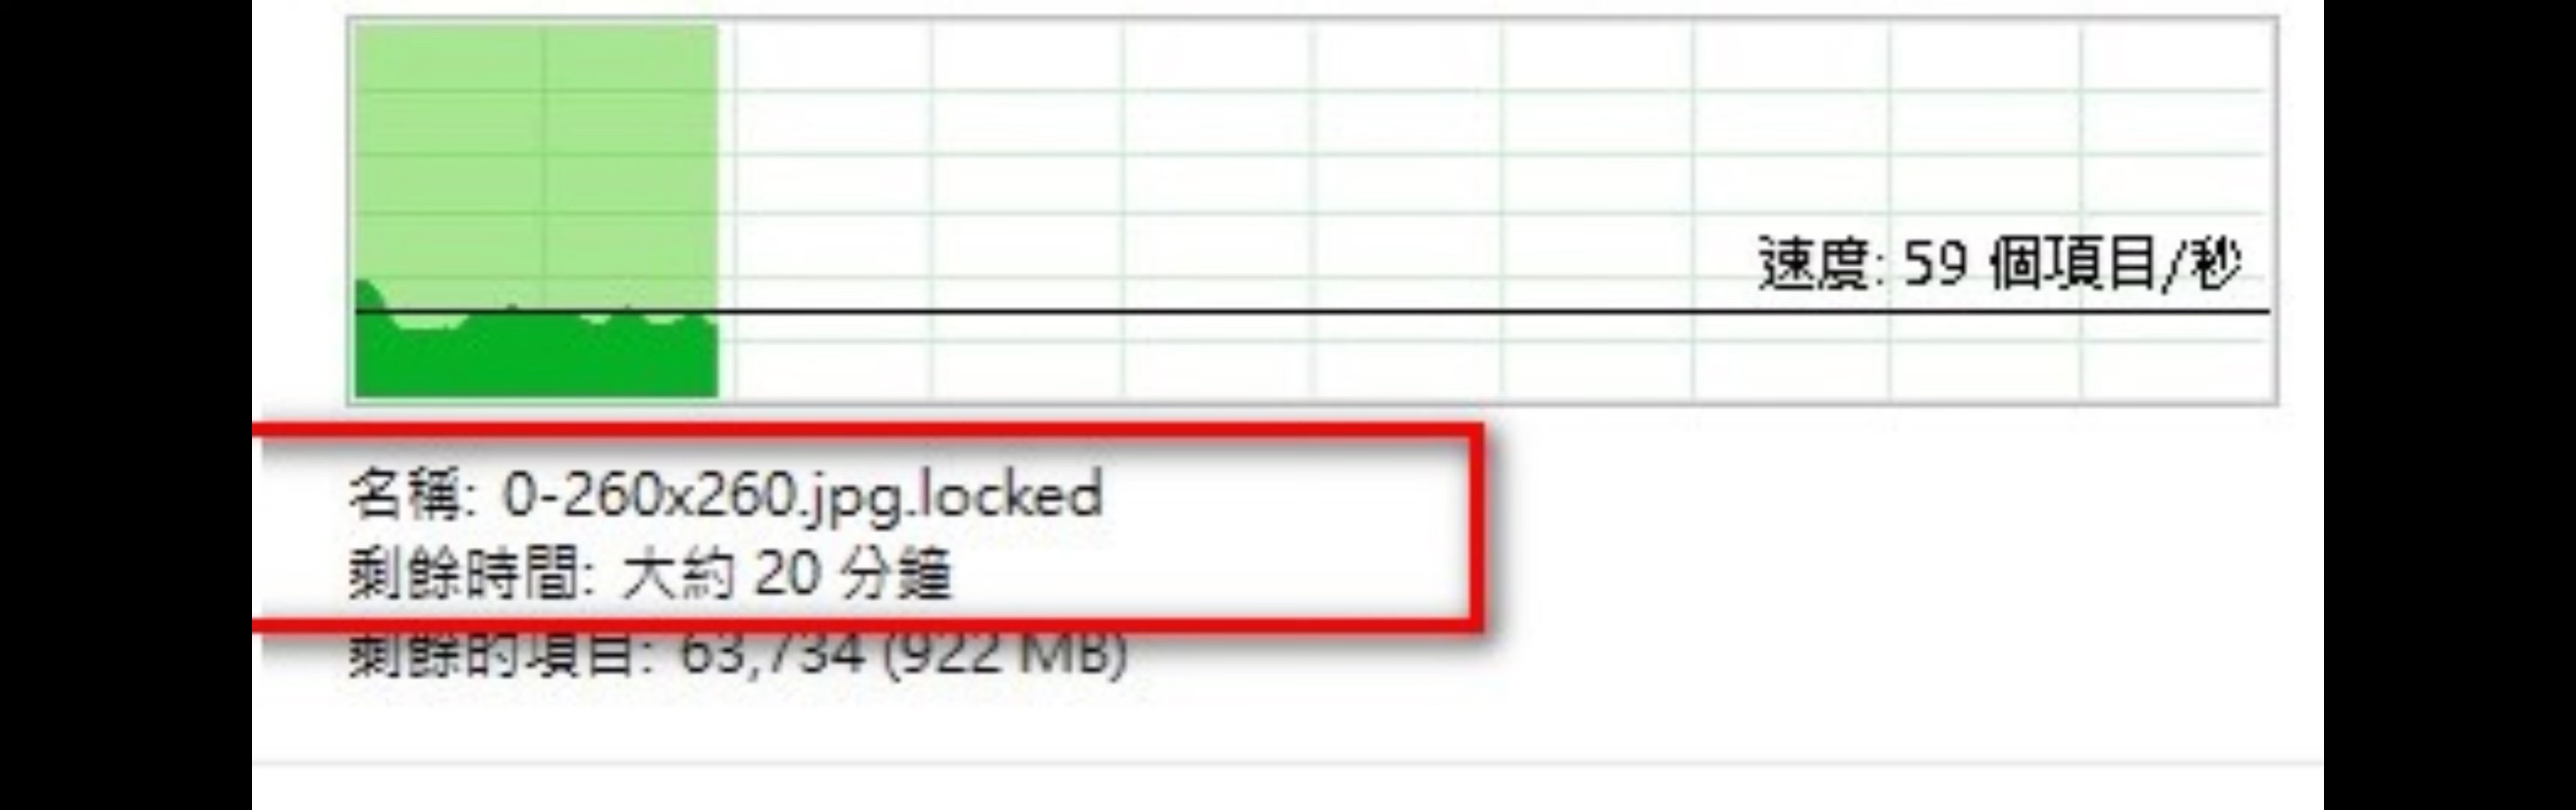 速度: 59 個項目/秒
名稱: 0-260x260.jpg.locked
剩餘時間: 大約 20 分鐘
剩餘的項目: 63,734 (922 MB)